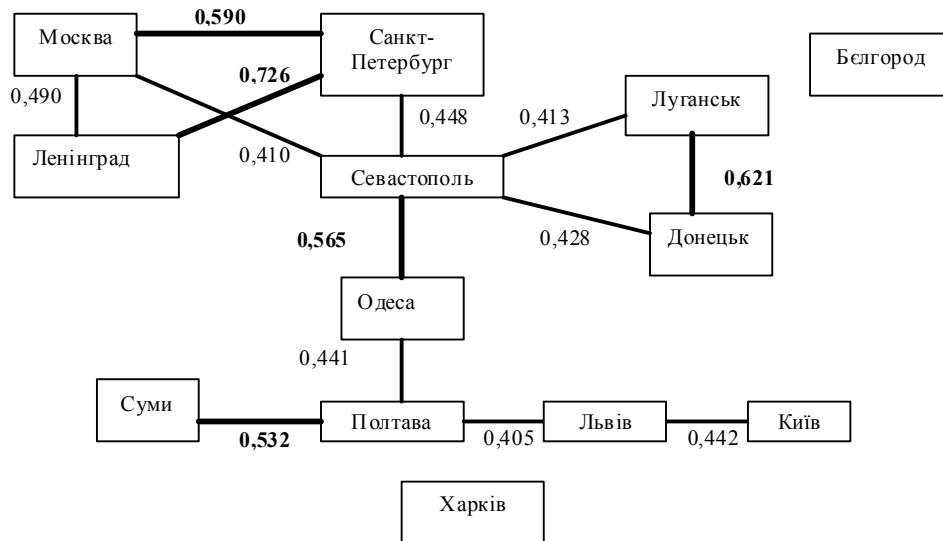 0,590
Москва
Санкт-
Петербург
Бєлгород
0,726
0,490
Луганськ
0,448
0,413
Ленінград
0,410
Севастополь
0,621
0,565
0,428
Донецьк
Одеса
0,441
Суми
Полтава
Львів
Київ
0,532
0,405
0,442
Харків